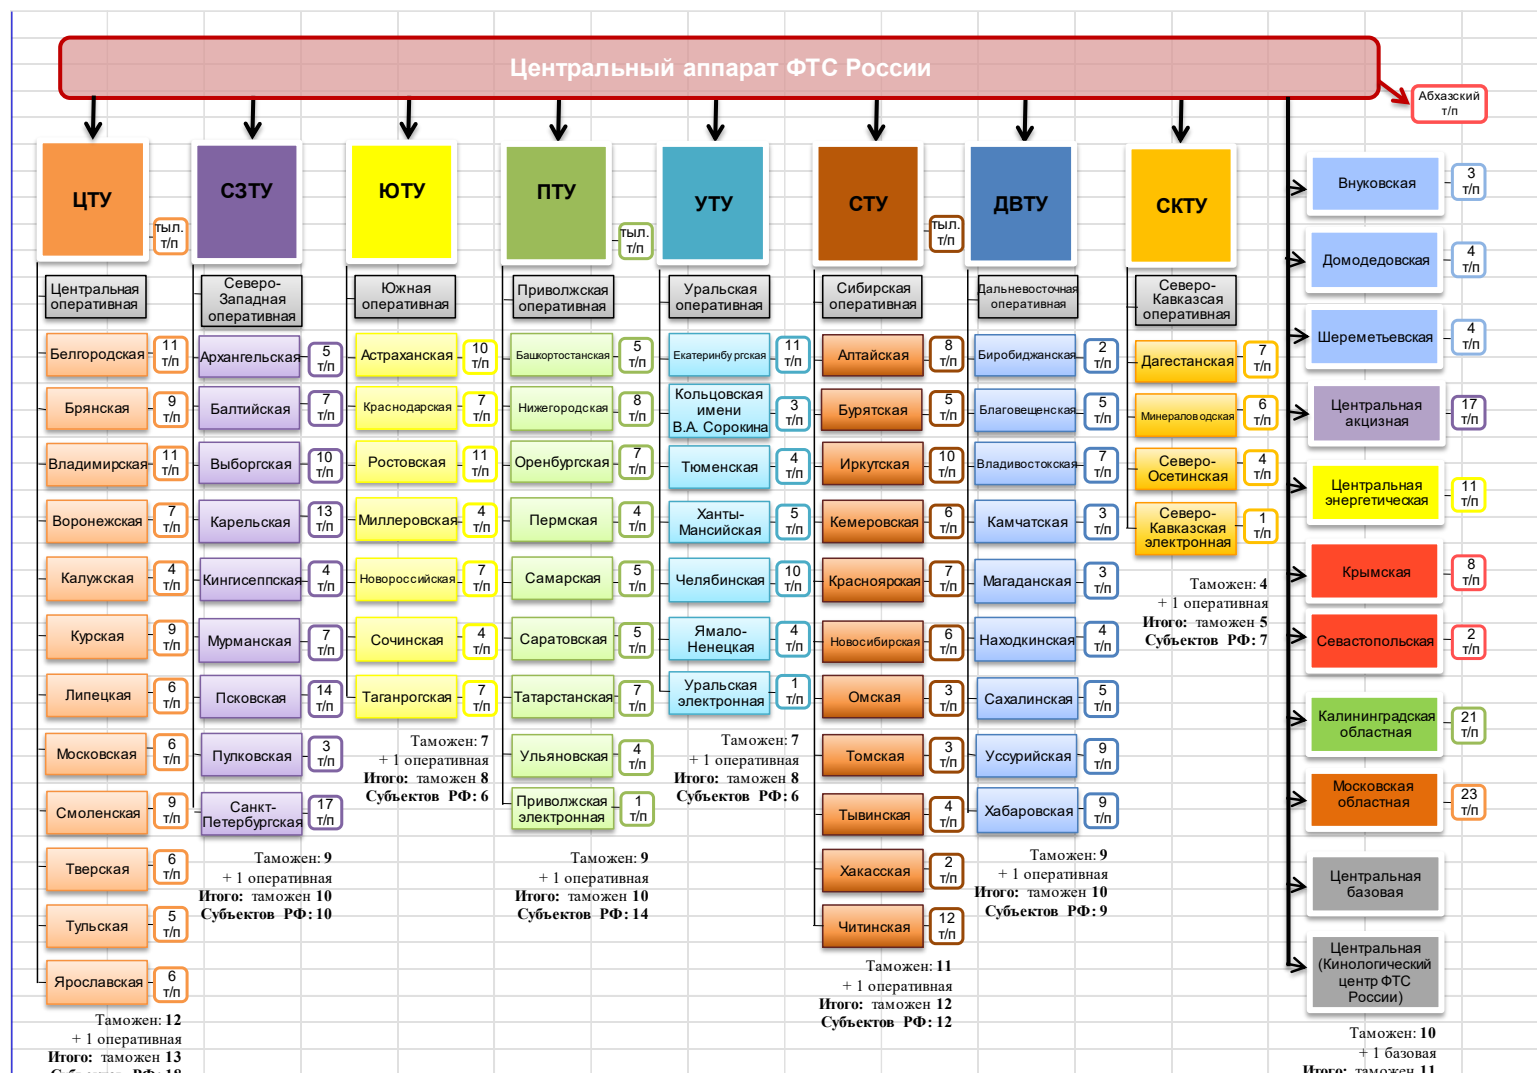 Центральный аппарат ФТС России
Абхазский
т/п
ЦТУ
тыл.
т/п
Центральная
оперативная
Белгородская
11
т/п
Брянская
9
т/п
Владимирская
11
т/п
Воронежская
7
т/п
Калужская
4
т/п
Курская
9
т/п
Липецкая
6
т/п
Московская
6
т/п
Смоленская
9
т/п
Тверская
6
т/п
Тульская
5
т/п
Ярославская
6
т/п
Таможен: 12
+ 1 оперативная
Итого: таможен 13
Субъектов РФ: 18
СЗТУ
Северо-
Западная
оперативная
Архангельская
5
т/п
Балтийская
7
т/п
Выборгская
10
т/п
Карельская
13
т/п
Кингисеппская
4
т/п
Мурманская
7
т/п
Псковская
14
т/п
Пулковская
3
т/п
Санкт-
Петербургская
17
т/п
Таможен: 9
+ 1 оперативная
Итого: таможен 10
Субъектов РФ: 10
ЮТУ
Южная
оперативная
Астраханская
10
т/п
Краснодарская
7
т/п
Ростовская
11
т/п
Миллеровская
4
т/п
Новороссийская
7
т/п
Сочинская
4
т/п
Таганрогская
7
т/п
Таможен: 7
+ 1 оперативная
Итого: таможен 8
Субъектов РФ: 6
ПТУ
тыл.
т/п
Приволжская
оперативная
Башкортостанская
5
т/п
Нижегородская
8
т/п
Оренбургская
7
т/п
Пермская
4
т/п
Самарская
5
т/п
Саратовская
5
т/п
Татарстанская
7
т/п
Ульяновская
4
т/п
Приволжская
электронная
1
т/п
Таможен: 9
+ 1 оперативная
Итого: таможен 10
Субъектов РФ: 14
УТУ
Уральская
оперативная
Екатеринбургская
11
т/п
Кольцовская
имени
В.А. Сорокина
3
т/п
Тюменская
4
т/п
Ханты-
Мансийская
5
т/п
Челябинская
10
т/п
Ямало-
Ненецкая
4
т/п
Уральская
электронная
1
т/п
Таможен: 7
+ 1 оперативная
Итого: таможен 8
Субъектов РФ: 6
СТУ
тыл.
т/п
Сибирская
оперативная
Алтайская
8
т/п
Бурятская
5
т/п
Иркутская
10
т/п
Кемеровская
6
т/п
Красноярская
7
т/п
Новосибирская
6
т/п
Омская
3
т/п
Томская
3
т/п
Тывинская
4
т/п
Хакасская
2
т/п
Читинская
12
т/п
Таможен: 11
+ 1 оперативная
Итого: таможен 12
Субъектов РФ: 12
ДВТУ
Дальневосточная
оперативная
Биробиджанская
2
т/п
Благовещенская
5
т/п
Владивостокская
7
т/п
Камчатская
3
т/п
Магаданская
3
т/п
Находкинская
4
т/п
Сахалинская
5
т/п
Уссурийская
9
т/п
Хабаровская
9
т/п
Таможен: 9
+ 1 оперативная
Итого: таможен 10
Субъектов РФ: 9
СКТУ
Северо-
Кавказсая
оперативная
Дагестанская
7
т/п
Минераловодская
6
т/п
Северо-
Осетинская
4
т/п
Северо-
Кавказская
электронная
1
т/п
Таможен: 4
+ 1 оперативная
Итого: таможен 5
Субъектов РФ: 7
Внуковская
3
т/п
Домодедовская
4
т/п
Шереметьевская
4
т/п
Центральная
акцизная
17
т/п
Центральная
энергетическая
11
т/п
Крымская
8
т/п
Севастопольская
2
т/п
Калининградская
областная
21
т/п
Московская
областная
23
т/п
Центральная
базовая
Центральная
(Кинологический
центр ФТС
России)
Таможен: 10
+ 1 базовая
Итого: таможен 11